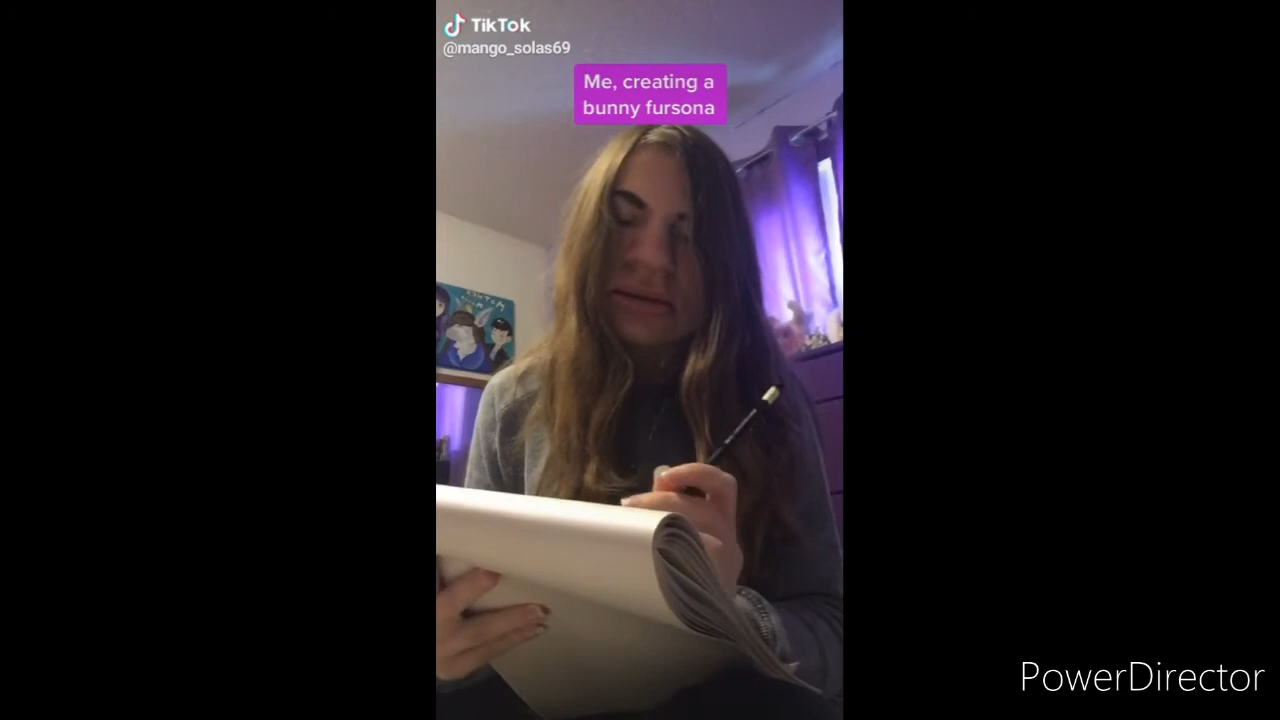 TikTok
@mango_solas69
Me, creating a
bunny fursona
PowerDirector